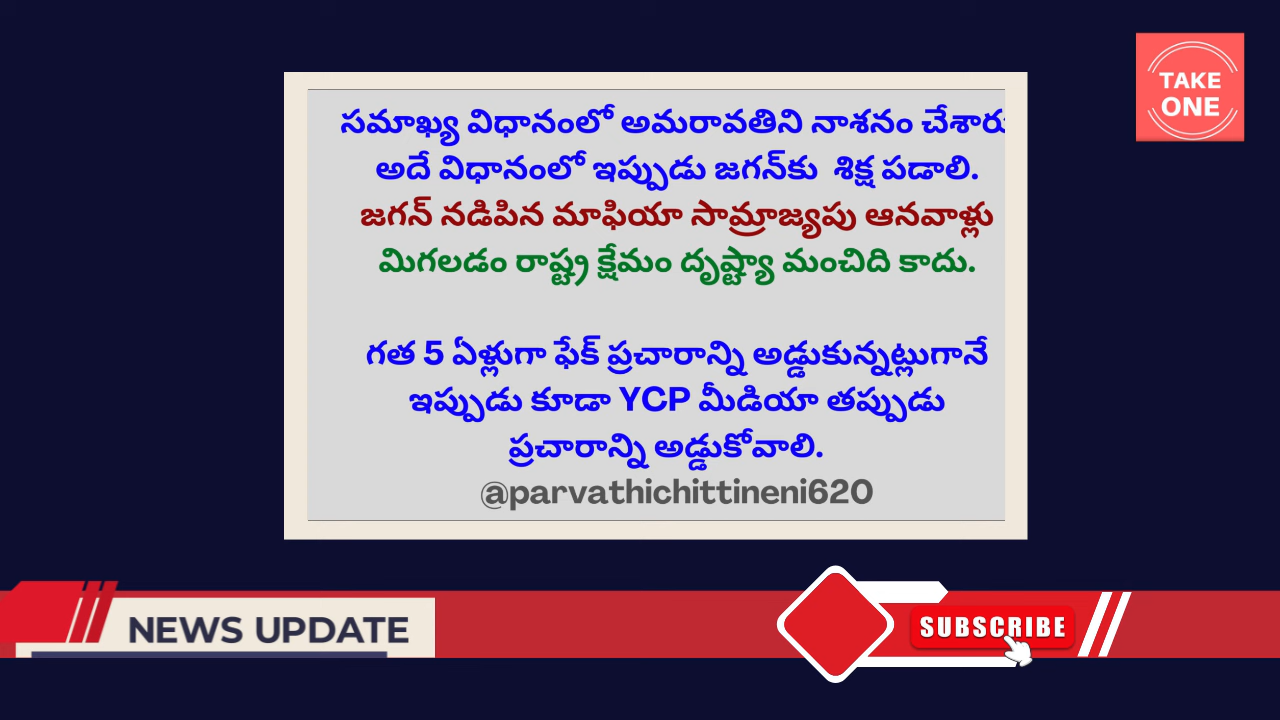 TAKE
ONE
సమాఖ్య విధానంలో అమరావతిని నాశనం చేశారు
అదే విధానంలో ఇప్పుడు జగన్‌కు శిక్ష పడాలి.
జగన్ నడిపిన మాఫియా సామ్రాజ్యపు ఆనవాళ్లు
మిగలడం రాష్ట్ర క్షేమం దృష్ట్యా మంచిది కాదు.
గత 5 ఏళ్లుగా ఫేక్ ప్రచారాన్ని అడ్డుకున్నట్లుగానే
ఇప్పుడు కూడా YCP మీడియా తప్పుడు
ప్రచారాన్ని అడ్డుకోవాలి.
@parvathichittineni620
NEWS UPDATE
SUBSCRIBE